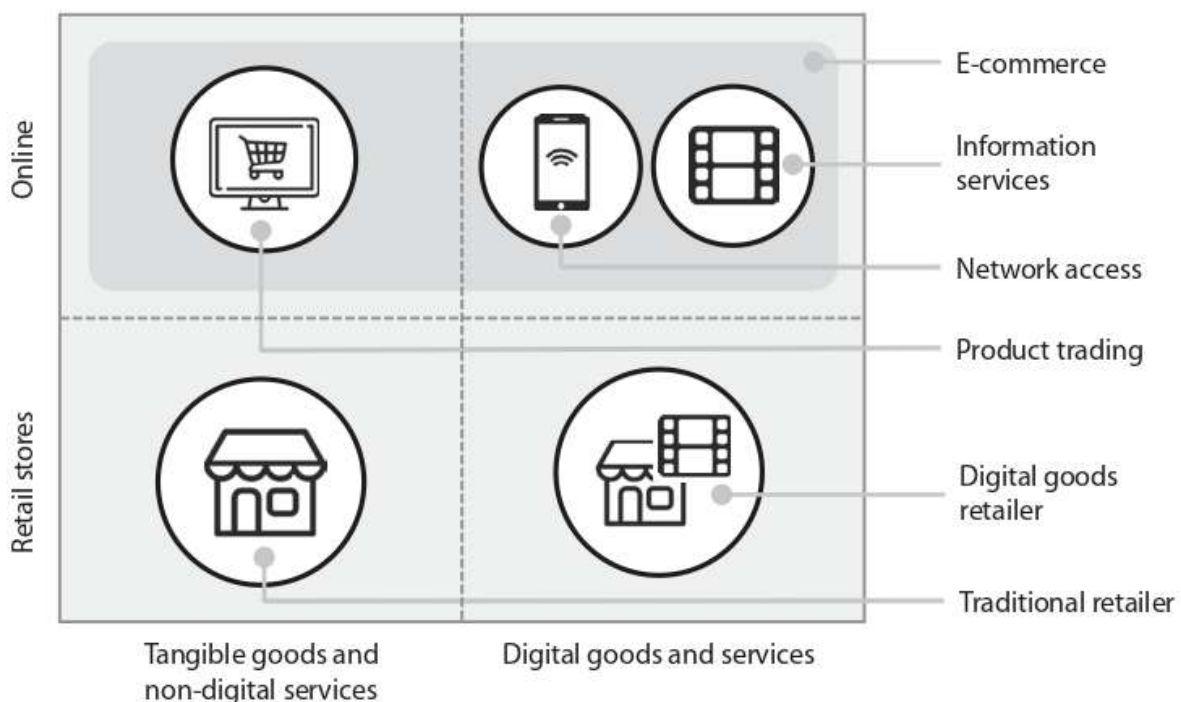 E-commerce
Online
Information
services
Network access
Product trading
Retail stores
Digital goods
retailer
Traditional retailer
Tangible goods and
non-digital services
Digital goods and services